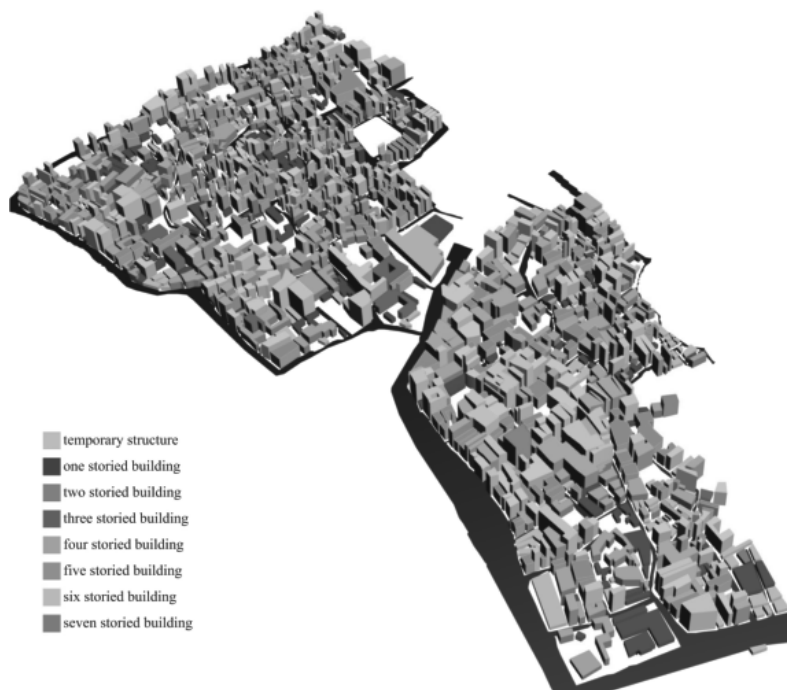 temporary structure
one storied building
two storied building
three storied building
four storied building
five storied building
six storied building
seven storied building